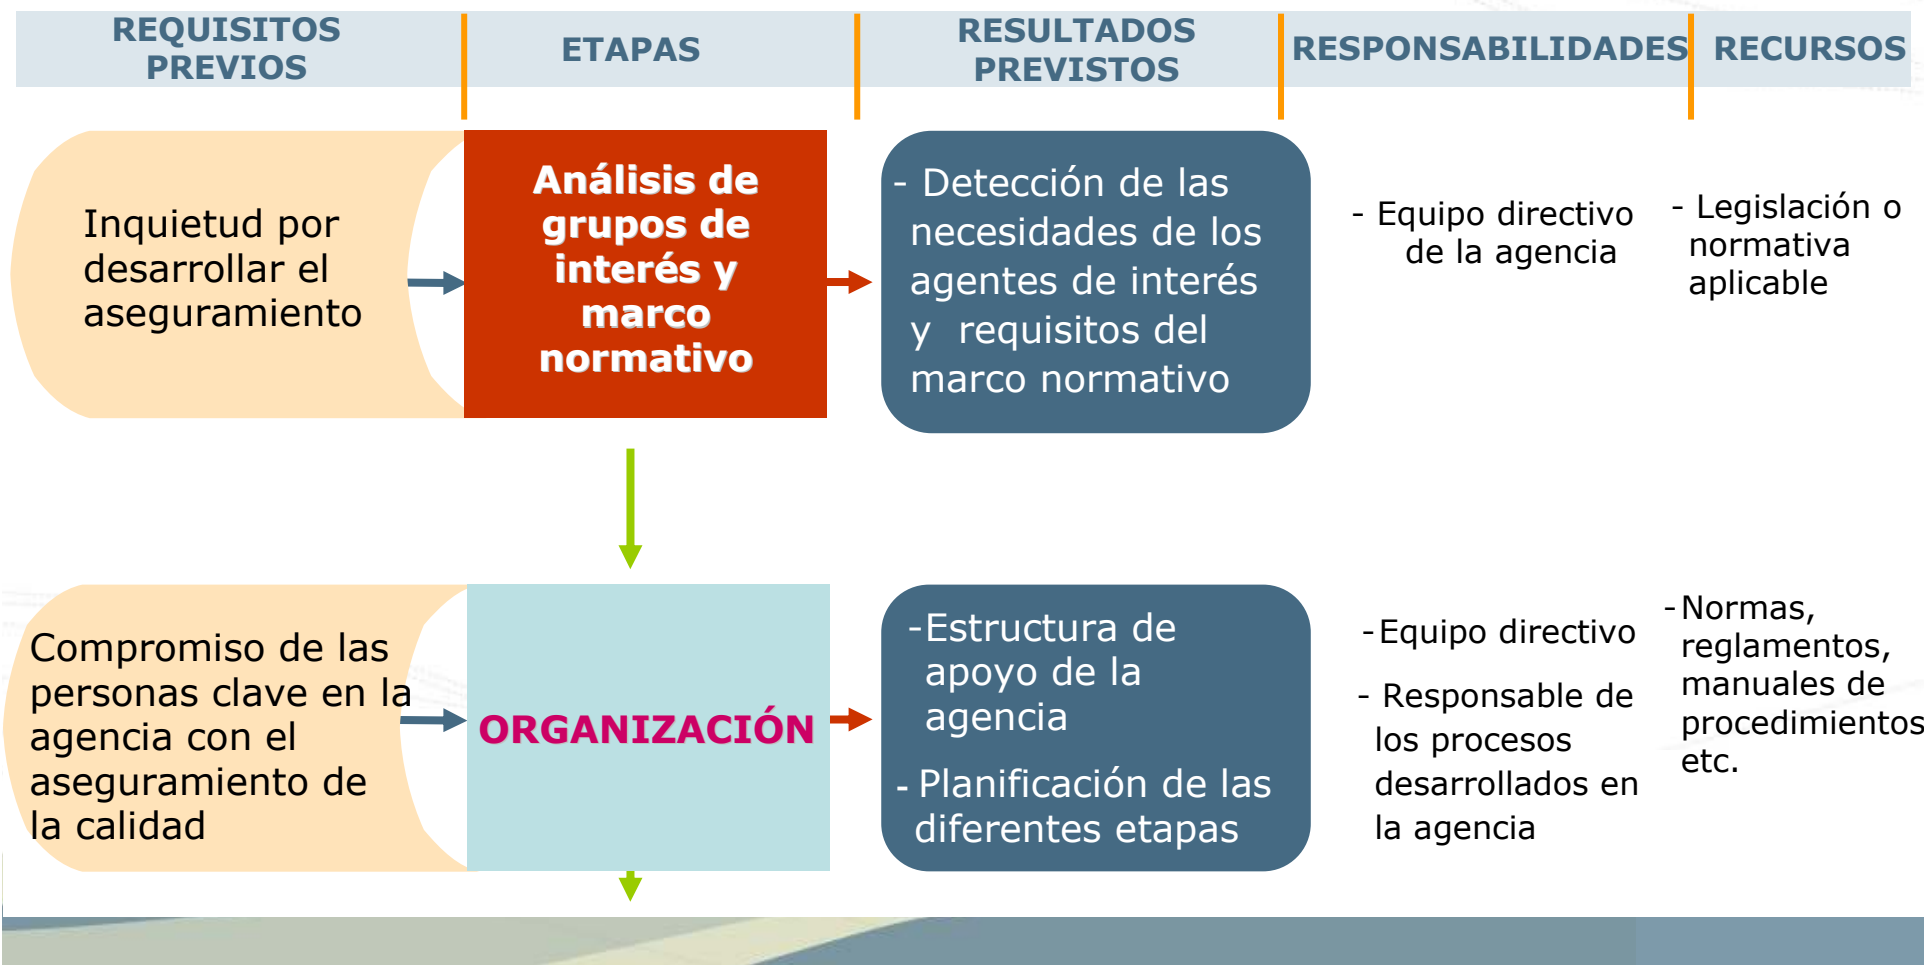 REQUISITOS
PREVIOS
ETAPAS
RESULTADOS
PREVISTOS
RESPONSABILIDADES
RECURSOS
Inquietud por
desarrollar el
aseguramiento
Análisis de
grupos de
interés y
marco
normativo
- Detección de las
necesidades de los
agentes de interés
y requisitos del
marco normativo
- Equipo directivo
de la agencia
- Legislación o
normativa
aplicable
Compromiso de las
personas clave en la
agencia con el
aseguramiento de
la calidad
ORGANIZACIÓN
-Estructura de
apoyo de la
agencia
- Planificación de las
diferentes etapas
-Equipo directivo
- Responsable de
los procesos
desarrollados en
la agencia
-Normas,
reglamentos,
manuales de
procedimientos
etc.